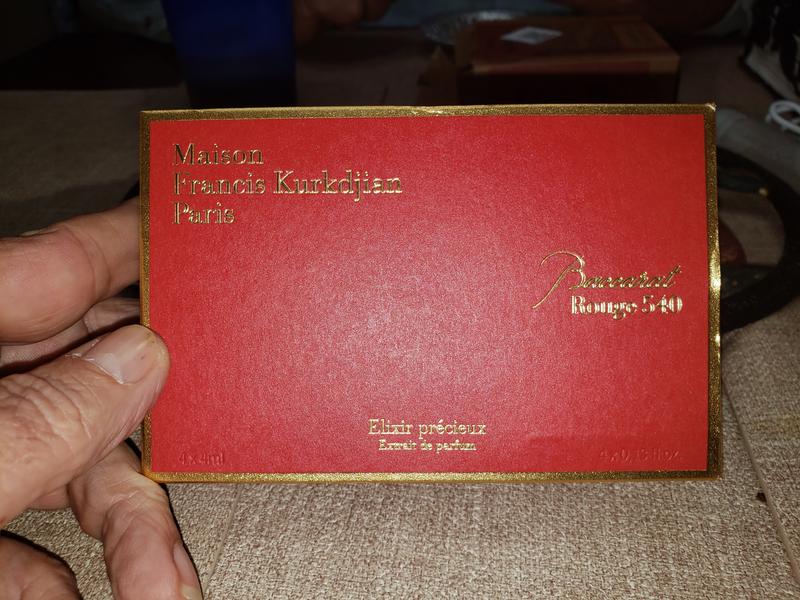 Maison
Francis Kurkdjian
Paris
Baccarat
Rouge 540
Elixir précieux
Extrait de parfum
4 x 4ml
4 x 0,13 fl.oz.